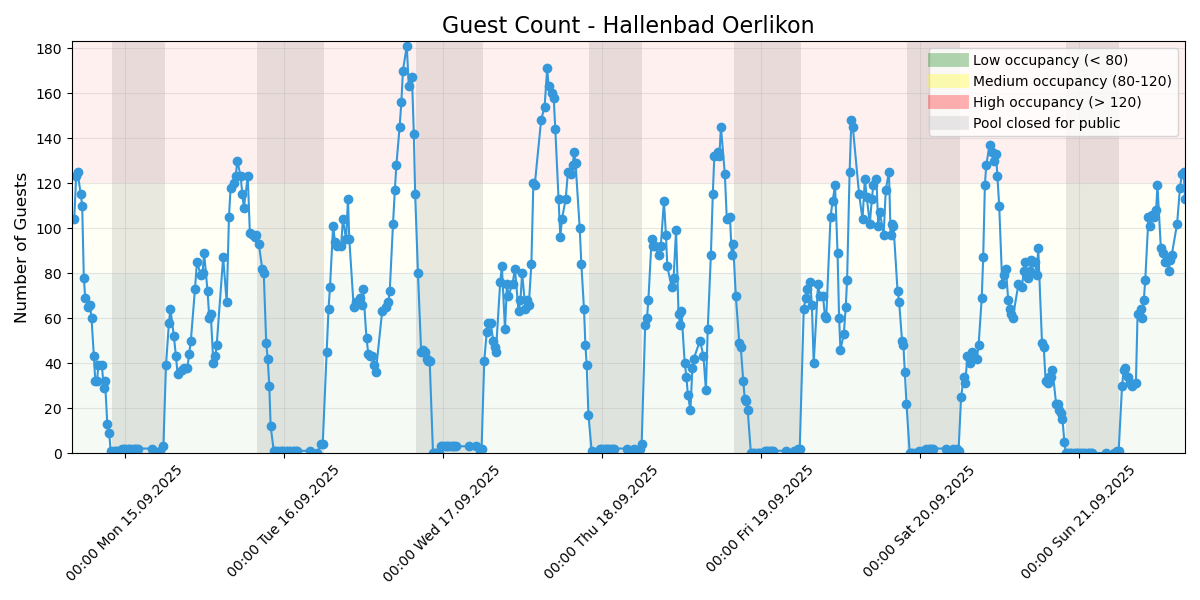 Guest Count - Hallenbad Oerlikon
Number of Guests
180
160
140
120
100
80
60
40
20
0
Low occupancy (< 80)
Medium occupancy (80-120)
High occupancy (> 120)
Pool closed for public
00:00 Mon 15.09.2025
00:00 Tue 16.09.2025
00:00 Wed 17.09.2025
00:00 Thu 18.09.2025
00:00 Fri 19.09.2025
00:00 Sat 20.09.2025
00:00 Sun 21.09.2025